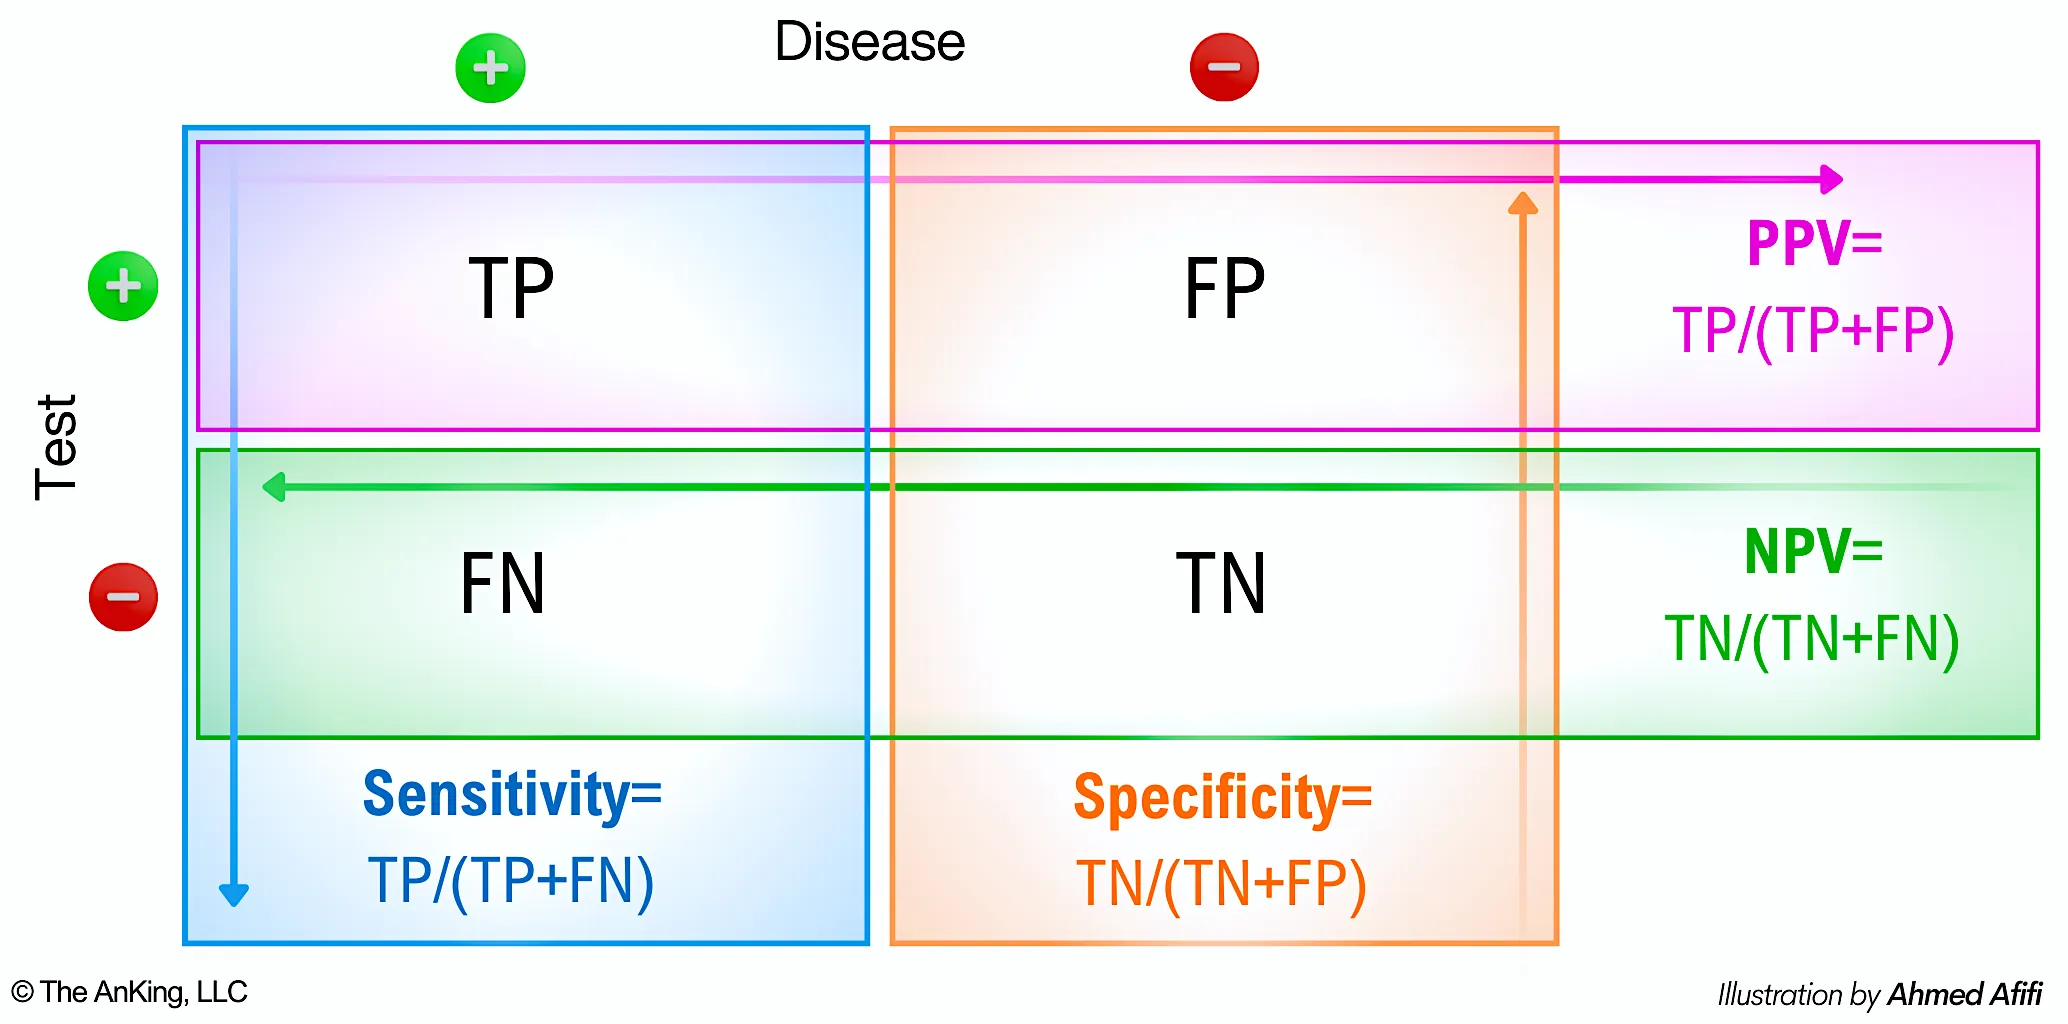 Disease
Test
TP
FP
PPV=
TP/(TP+FP)
FN
TN
NPV=
TN/(TN+FN)
Sensitivity=
TP/(TP+FN)
Specificity=
TN/(TN+FP)
© The AnKing, LLC
Illustration by Ahmed Afifi